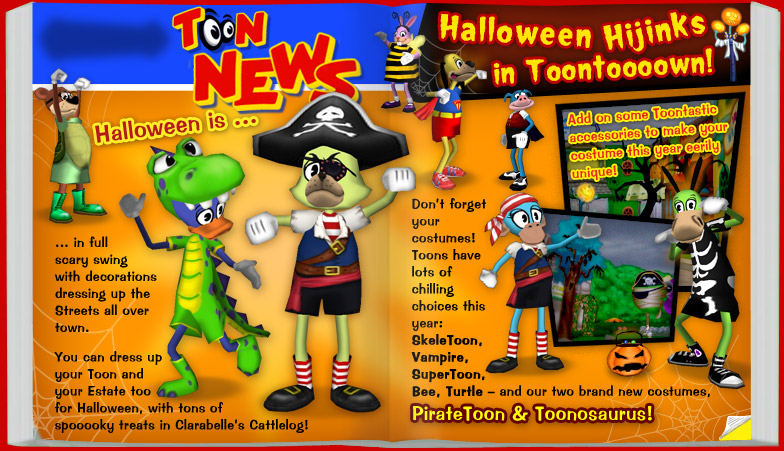 TOON
NEWS
Halloween is ...
... in full
scary swing
with decorations
dressing up the
Streets all over
town.
You can dress up
your Toon and
your Estate too
for Halloween, with tons of
spooooky treats in Clarabelle's Cattlelog!
Halloween Hijinks
in Toontoooown!
Add on some Toontastic
accessories to make your
costume this year eerily
unique!
Don't forget
your
costumes!
Toons have
lots of
chilling
choices this
year:
SkeleToon,
Vampire,
SuperToon,
Bee, Turtle – and our two brand new costumes,
PirateToon & Toonosaurus!